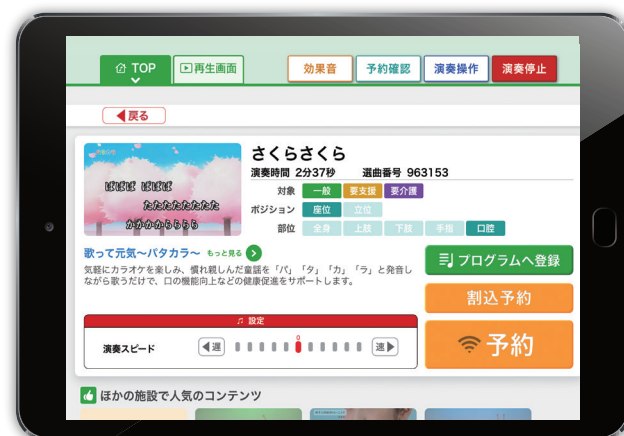 TOP
再生画面
効果音
予約確認
演奏操作
演奏停止
戻る
さくらさくら
演奏時間 2分37秒 選曲番号 963153
対象 一般 要支援 要介護
ポジション 座位 立位
部位 全身 上肢 下肢 手指 口腔
ぱぱぱ ぱぱぱ
たたたたたたたた
かかかからららら
歌って元気〜パタカラ〜 もっと見る
気軽にカラオケを楽しみ、慣れ親しんだ童謡を「パ」「タ」「カ」「ラ」と発音し
ながら歌うだけで、口の機能向上などの健康促進をサポートします。
プログラムへ登録
割込予約
予約
設定
演奏スピード
0
遅
速
ほかの施設で人気のコンテンツ